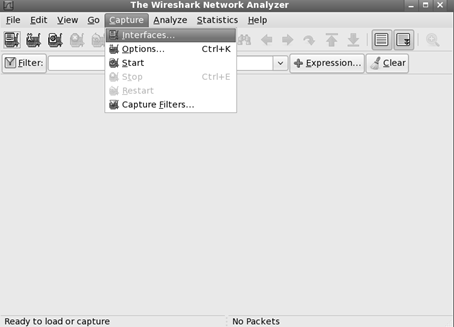 The Wireshark Network Analyzer
File Edit View Go Capture Analyze Statistics Help
Interfaces...
Options... Ctrl+K
Filter: Start Expression... Clear
Stop Ctrl+E
Restart
Capture Filters...
Ready to load or capture No Packets